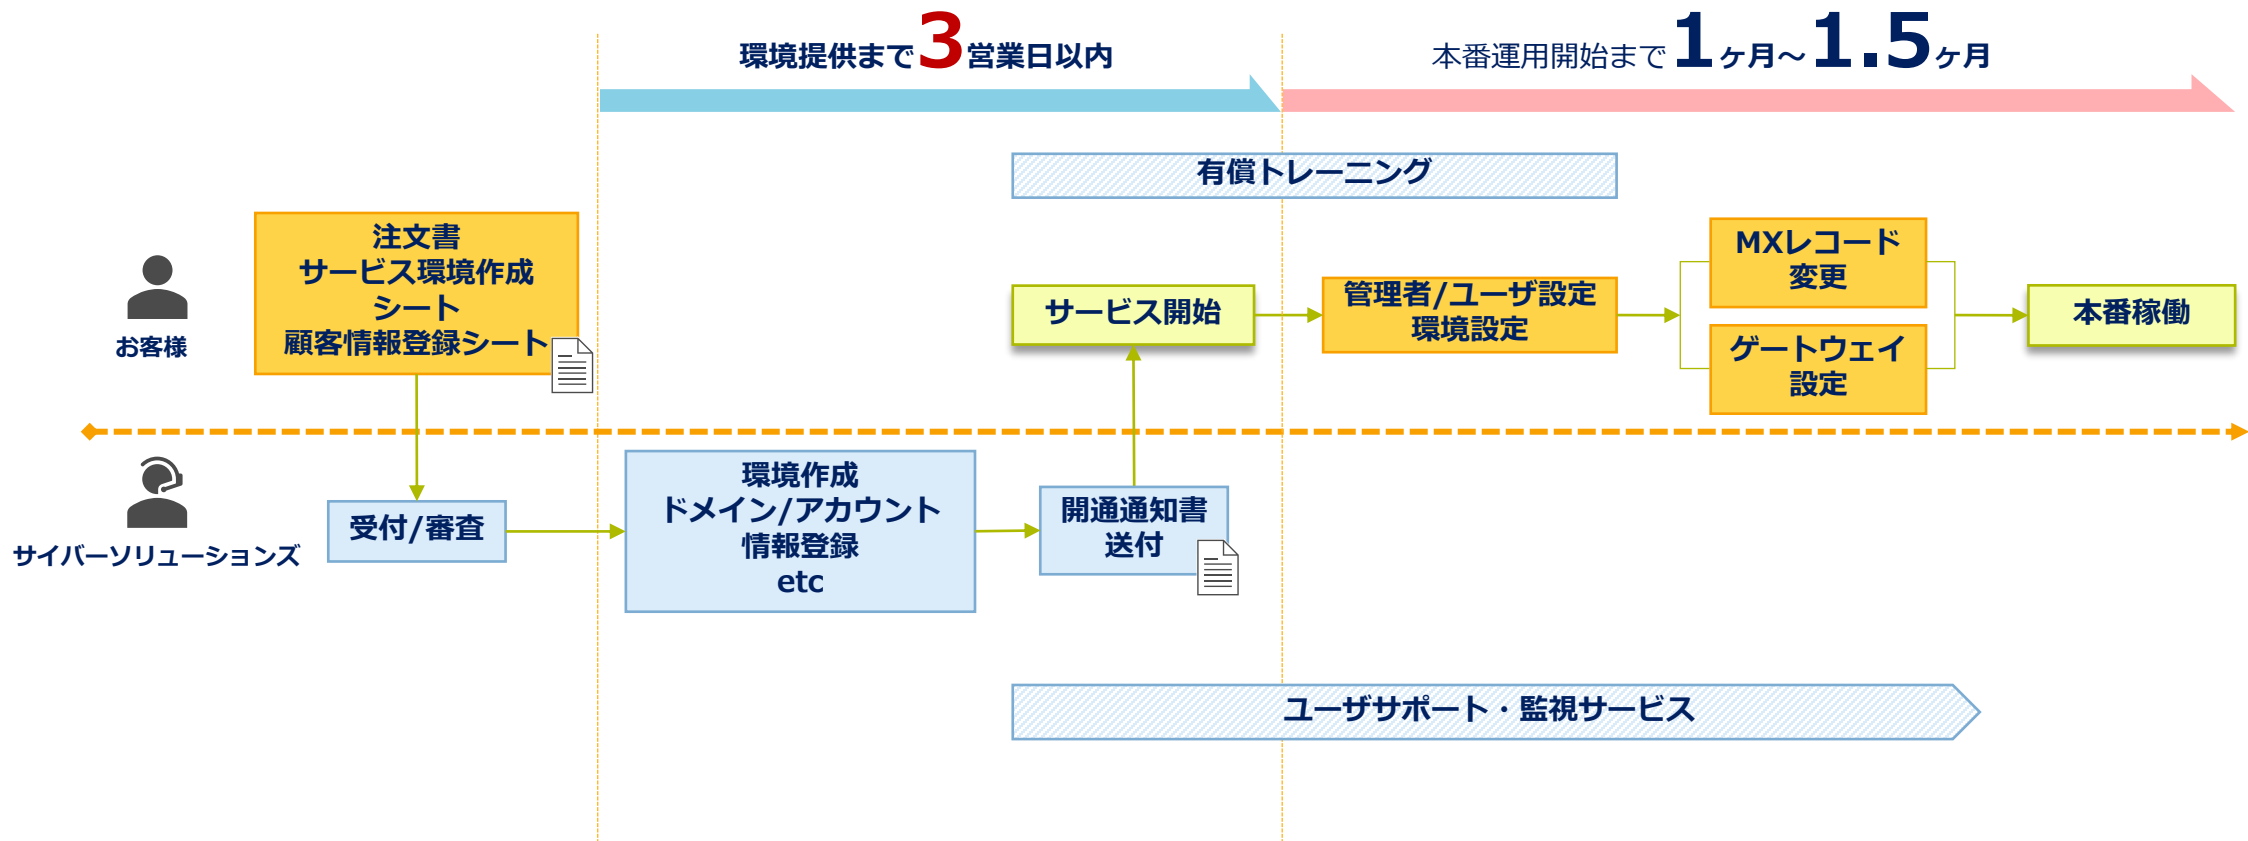 環境提供まで3営業日以内
本番運用開始まで1ヶ月～1.5ヶ月
有償トレーニング
注文書
サービス環境作成
シート
顧客情報登録シート
お客様
サービス開始
管理者/ユーザ設定
環境設定
MXレコード
変更
ゲートウェイ
設定
本番稼働
サイバーソリューションズ
受付/審査
環境作成
ドメイン/アカウント
情報登録
etc
開通通知書
送付
ユーザサポート・監視サービス